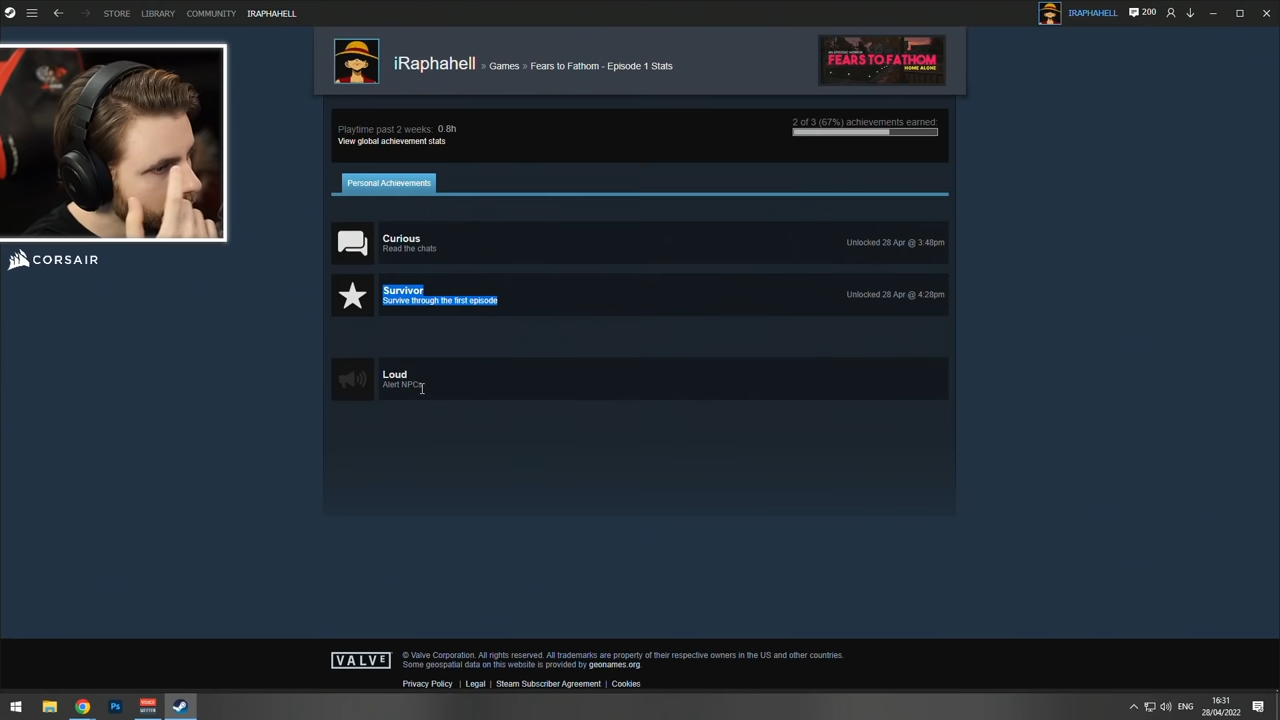 STORE LIBRARY COMMUNITY IRAPHAHELL
IRAPHAHELL 200
iRaphahell » Games » Fears to Fathom - Episode 1 Stats
AN EPISODIC HORROR
FEARS TO FATHOM
HOME ALONE
Playtime past 2 weeks: 0.8h
2 of 3 (67%) achievements earned:
View global achievement stats
Personal Achievements
Curious
Read the chats
Unlocked 28 Apr @ 3:48pm
CORSAIR
Survivor
Survive through the first episode
Unlocked 28 Apr @ 4:28pm
Loud
Alert NPCs
VALVE
© Valve Corporation. All rights reserved. All trademarks are property of their respective owners in the US and other countries.
Some geospatial data on this website is provided by geonames.org.
Privacy Policy | Legal | Steam Subscriber Agreement | Cookies
Ps
ENG
16:31
28/04/2022